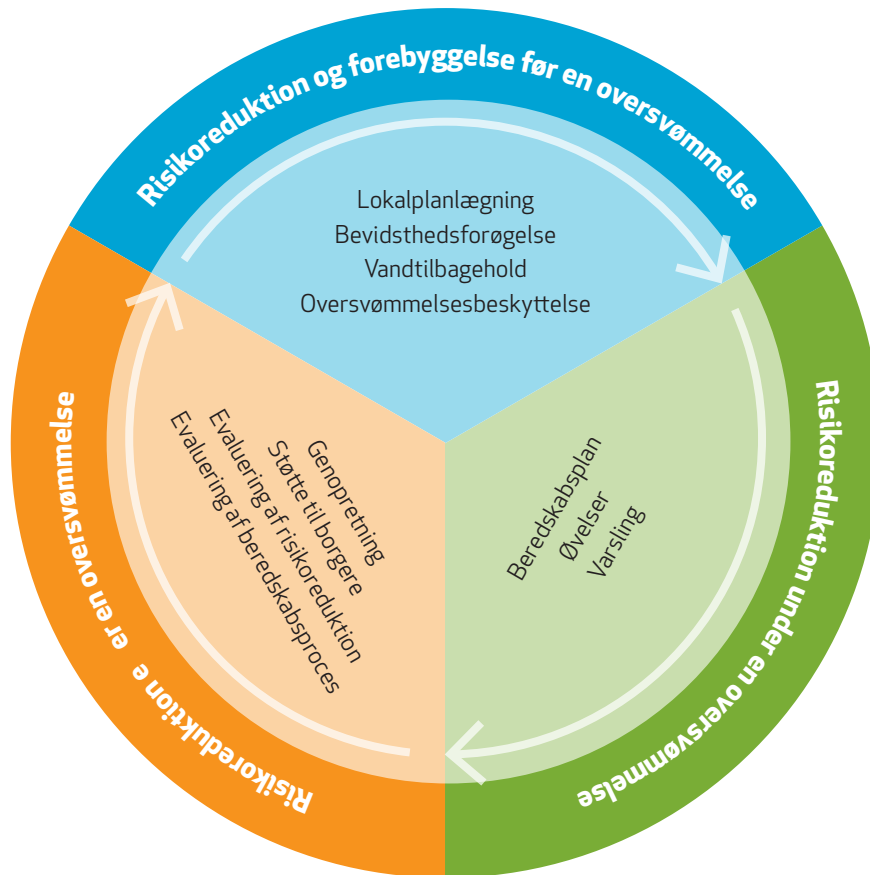 Risikoreduktion og forebyggelse før en oversvømmelse
Lokalplanlægning
Bevidsthedsforøgelse
Vandtilbagehold
Oversvømmelsesbeskyttelse
Risikoreduktion under en oversvømmelse
Beredskabsplan
Øvelser
Varsling
Risikoreduktion e er en oversvømmelse
Genopretning
Støtte til borgere
Evaluering af risikoreduktion
Evaluering af beredskabsproces